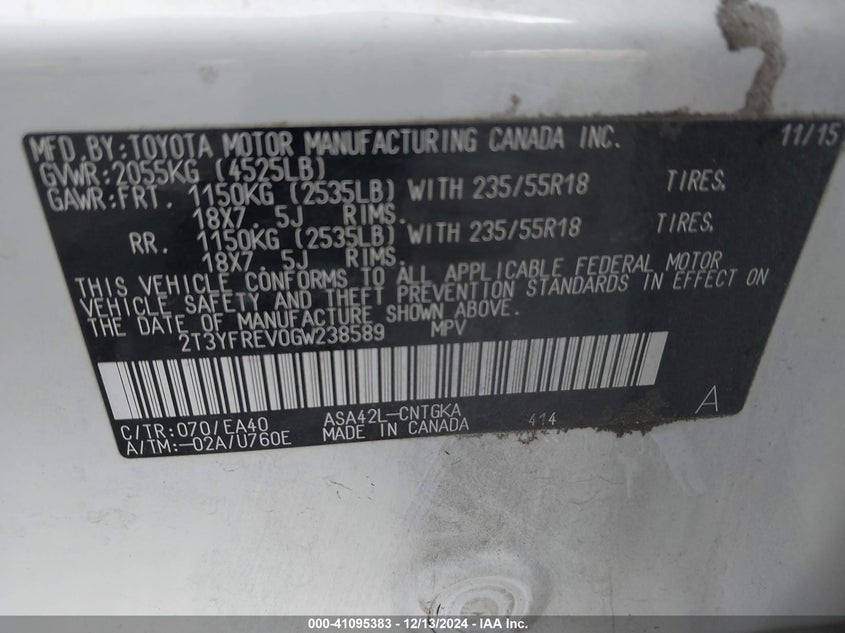 MFD.BY:TOYOTA MOTOR MANUFACTURING CANADA INC. 11/15
GVWR:2055KG (4525LB)
GAWR:FRT. 1150KG (2535LB) WITH 235/55R18 TIRES.
18X7.5J RIMS.
RR. 1150KG (2535LB) WITH 235/55R18 TIRES.
18X7.5J RIMS.
THIS VEHICLE CONFORMS TO ALL APPLICABLE FEDERAL MOTOR
VEHICLE SAFETY AND THEFT PREVENTION STANDARDS IN EFFECT ON
THE DATE OF MANUFACTURE SHOWN ABOVE.
2T3YFREV0GW238589 MPV
C/TR:070/EA40 ASA42L-CNTGKA 414 A
A/TM:-02A/U760E MADE IN CANADA
000-41095383 - 12/13/2024 - IAA Inc.